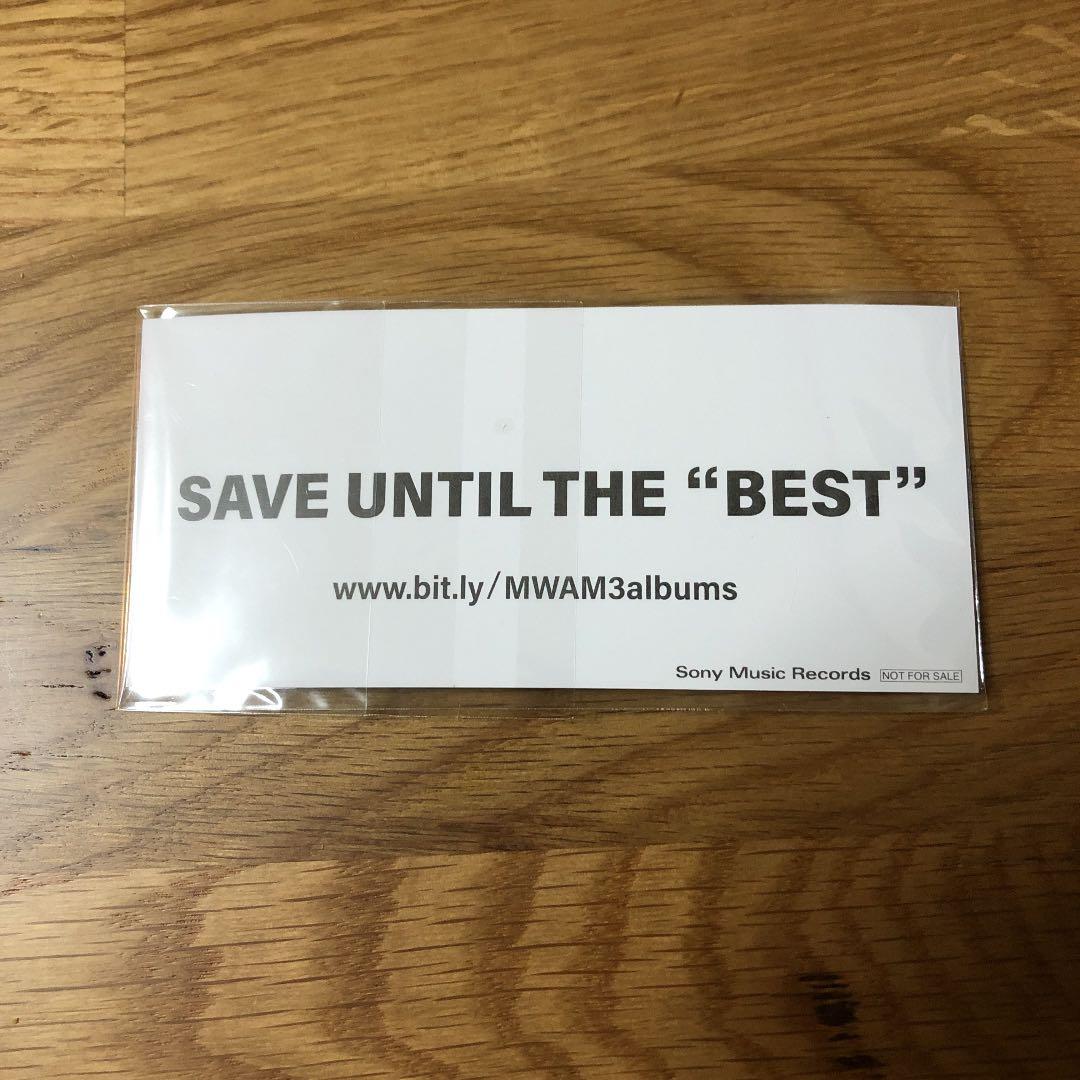 SAVE UNTIL THE “BEST”
www.bit.ly/MWAM3albums
Sony Music Records NOT FOR SALE